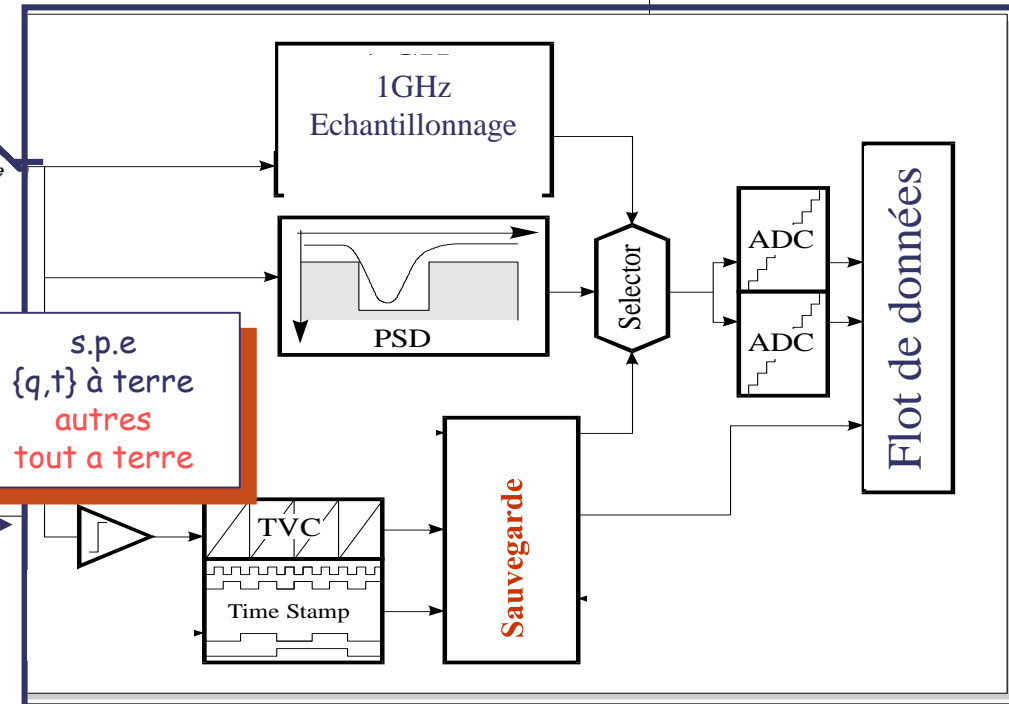 1GHz
Echantillonnage
PSD
Selector
ADC
ADC
Flot de données
s.p.e
{q,t} à terre
autres
tout a terre
TVC
Time Stamp
Sauvegarde